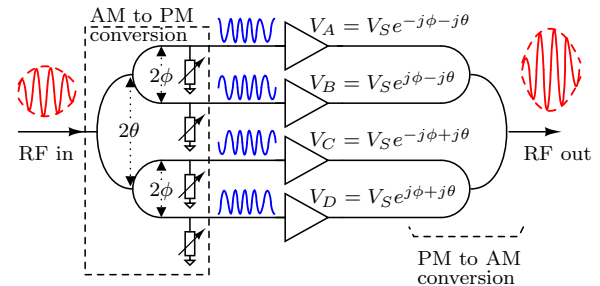 AM to PM
conversion
V_A = V_S e^{-jϕ-jθ}
2ϕ
V_B = V_S e^{jϕ-jθ}
2θ
RF in
RF out
V_C = V_S e^{-jϕ+jθ}
2ϕ
V_D = V_S e^{jϕ+jθ}
PM to AM
conversion